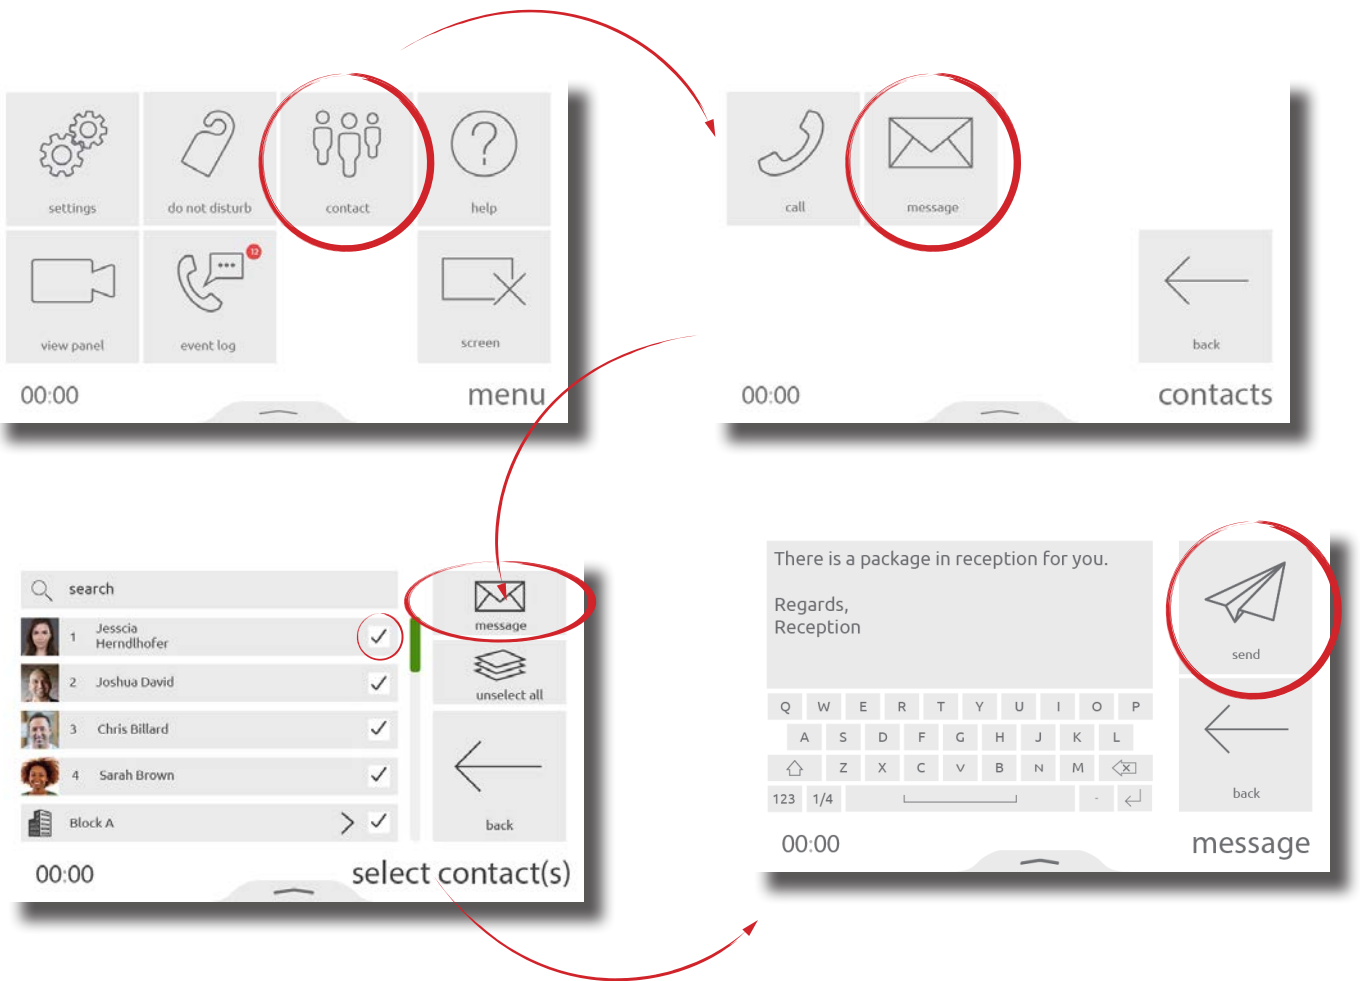 settings
do not disturb
contact
help
view panel
12
event log
screen
00:00
menu
call
message
back
00:00
contacts
search
1 Jesscia
Herndlhofer
2 Joshua David
3 Chris Billard
4 Sarah Brown
Block A
message
unselect all
back
00:00
select contact(s)
There is a package in reception for you.
Regards,
Reception
send
back
Q W E R T Y U I O P
A S D F G H J K L
Z X C V B N M
123 1/4 -
00:00
message